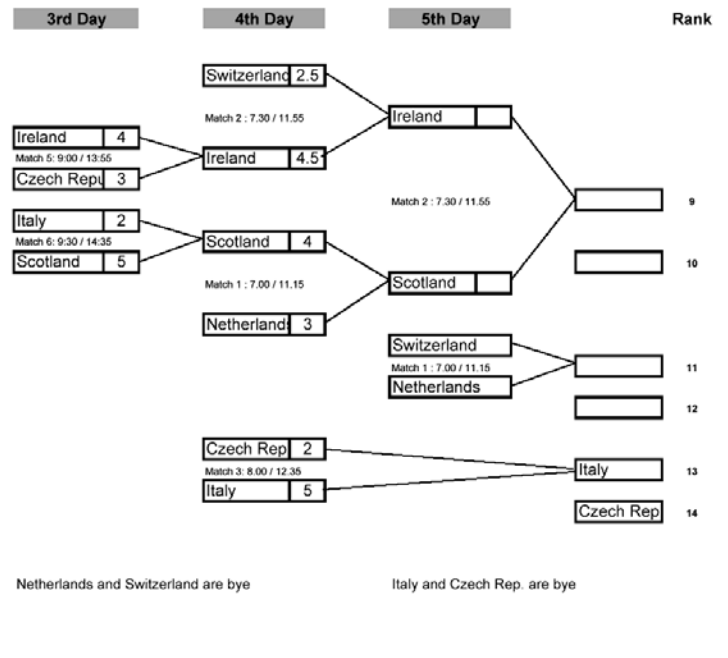 3rd Day 4th Day 5th Day Rank
Switzerland 2.5
Match 2 : 7.30 / 11.55
Ireland
Ireland 4
Match 5: 9:00 / 13:55
Ireland 4.5
Czech Repu 3
Match 2 : 7.30 / 11.55
9
Italy 2
Match 6: 9:30 / 14:35
Scotland 4
Scotland 5
10
Match 1 : 7.00 / 11.15
Scotland
Netherlands 3
Switzerland
Match 1 : 7.00 / 11.15
11
Netherlands
12
Czech Rep 2
Match 3: 8.00 / 12.35
Italy 13
Italy 5
Czech Rep 14
Netherlands and Switzerland are bye
Italy and Czech Rep. are bye